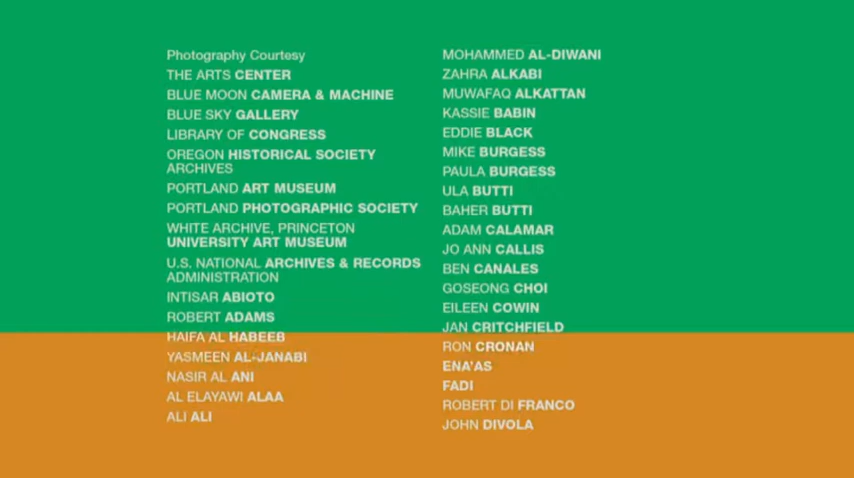 Photography Courtesy
THE ARTS CENTER
BLUE MOON CAMERA & MACHINE
BLUE SKY GALLERY
LIBRARY OF CONGRESS
OREGON HISTORICAL SOCIETY
ARCHIVES
PORTLAND ART MUSEUM
PORTLAND PHOTOGRAPHIC SOCIETY
WHITE ARCHIVE, PRINCETON
UNIVERSITY ART MUSEUM
U.S. NATIONAL ARCHIVES & RECORDS
ADMINISTRATION
INTISAR ABIOTO
ROBERT ADAMS
HAIFA AL HABEEB
YASMEEN AL-JANABI
NASIR AL ANI
AL ELAYAWI ALAA
ALI ALI
MOHAMMED AL-DIWANI
ZAHRA ALKABI
MUWAFAQ ALKATTAN
KASSIE BABIN
EDDIE BLACK
MIKE BURGESS
PAULA BURGESS
ULA BUTTI
BAHER BUTTI
ADAM CALAMAR
JO ANN CALLIS
BEN CANALES
GOSEONG CHOI
EILEEN COWIN
JAN CRITCHFIELD
RON CRONAN
ENA'AS
FADI
ROBERT DI FRANCO
JOHN DIVOLA